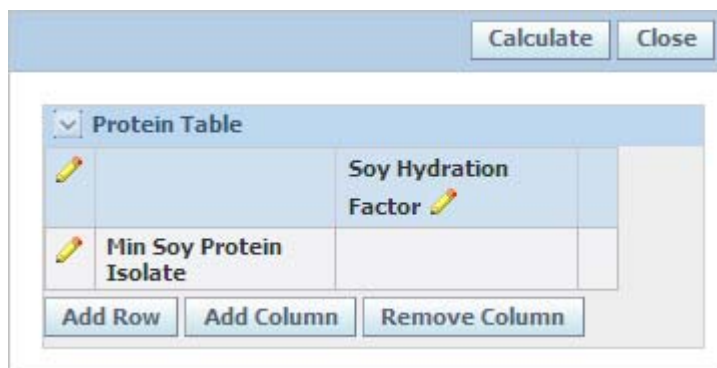 Calculate Close
Protein Table
Soy Hydration
Factor
Min Soy Protein
Isolate
Add Row Add Column Remove Column